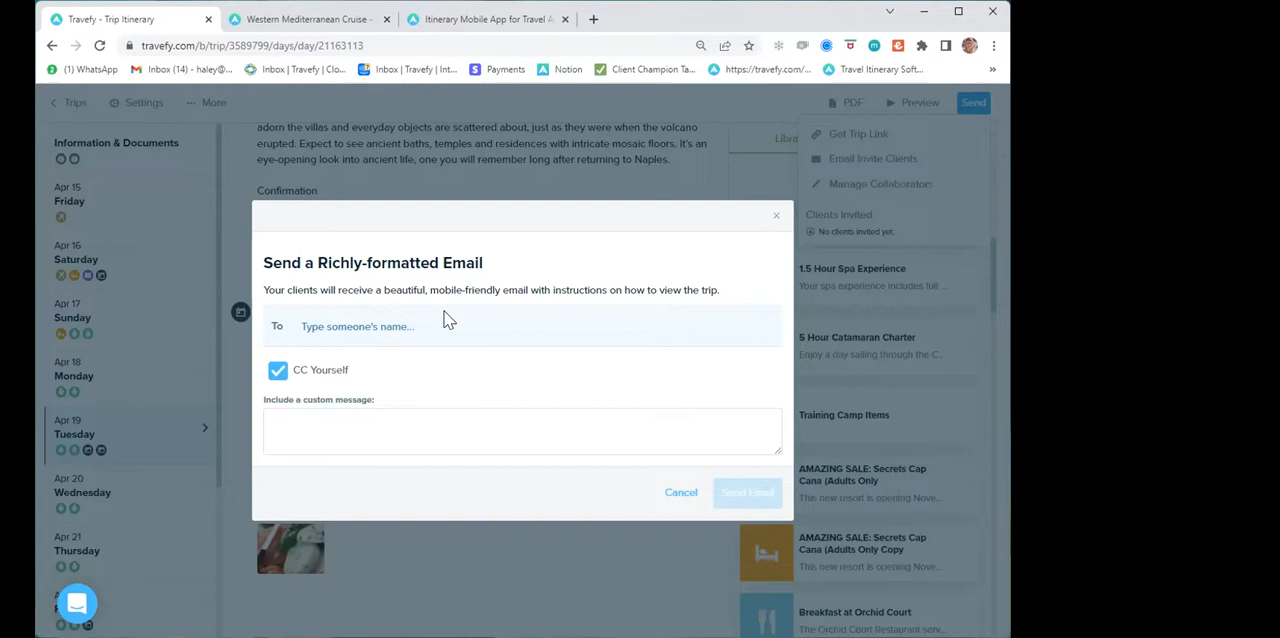 Travefy - Trip Itinerary
Western Mediterranean Cruise -
Itinerary Mobile App for Travel A
travefy.com/b/trip/3589799/days/day/21163113
(1) WhatsApp
Inbox (14) - haley@...
Inbox | Travefy | Clo...
Inbox | Travefy | Int...
Payments
Notion
Client Champion Ta...
https://travefy.com/...
Travel Itinerary Soft...
»
Trips
Settings
More
PDF
Preview
Send
Information & Documents
Apr 15
Friday
Apr 16
Saturday
Apr 17
Sunday
Apr 18
Monday
Apr 19
Tuesday
Apr 20
Wednesday
Apr 21
Thursday
adorn the villas and everyday objects are scattered about, just as they were when the volcano
erupted. Expect to see ancient baths, temples and residences with intricate mosaic floors. It's an
eye-opening look into ancient life, one you will remember long after returning to Naples.
Confirmation
Send a Richly-formatted Email
Your clients will receive a beautiful, mobile-friendly email with instructions on how to view the trip.
To
Type someone's name...
CC Yourself
Include a custom message:
Cancel
Send Email
Libra
Get Trip Link
Email Invite Clients
Manage Collaborators
Clients Invited
No clients invited yet.
1.5 Hour Spa Experience
Your spa experience includes full ...
5 Hour Catamaran Charter
Enjoy a day sailing through the C...
Training Camp Items
AMAZING SALE: Secrets Cap
Cana (Adults Only
This new resort is opening Nove...
AMAZING SALE: Secrets Cap
Cana (Adults Only Copy
This new resort is opening Nove...
Breakfast at Orchid Court
The Orchid Court Restaurant serv...